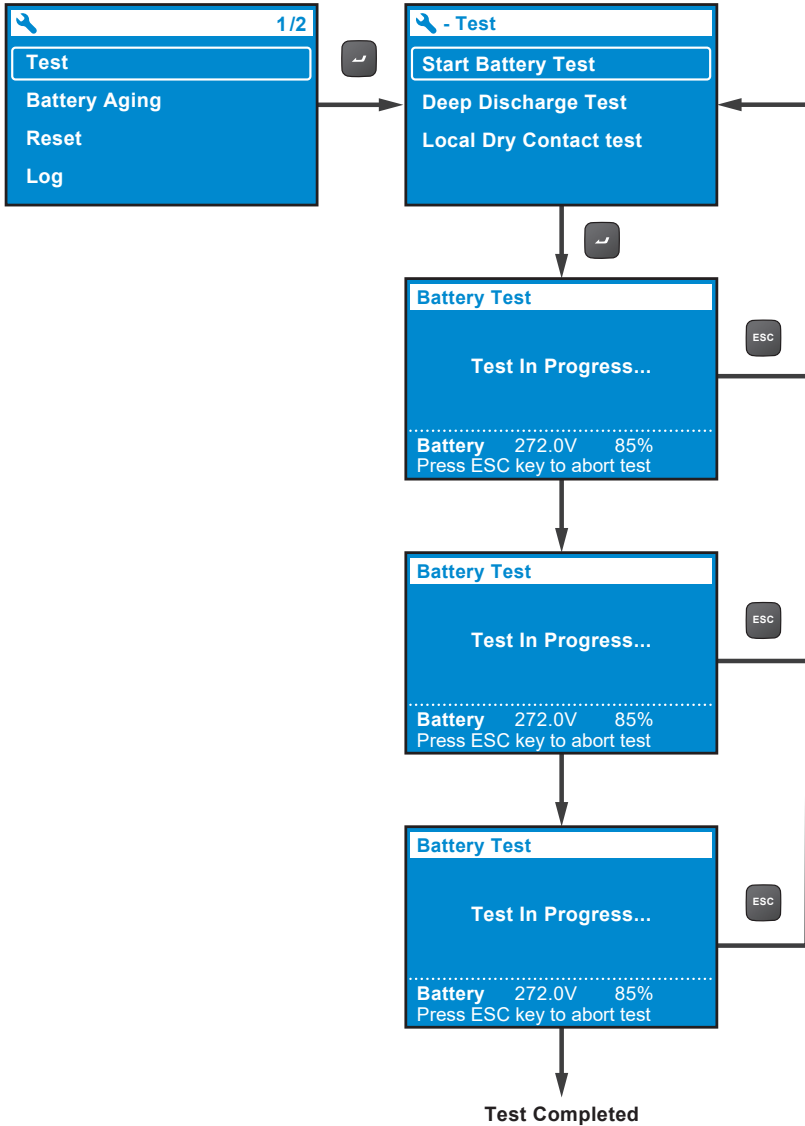 1/2
Test
Battery Aging
Reset
Log
- Test
Start Battery Test
Deep Discharge Test
Local Dry Contact test
Battery Test
Test In Progress...
Battery 272.0V 85%
Press ESC key to abort test
ESC
Battery Test
Test In Progress...
Battery 272.0V 85%
Press ESC key to abort test
ESC
Battery Test
Test In Progress...
Battery 272.0V 85%
Press ESC key to abort test
ESC
Test Completed